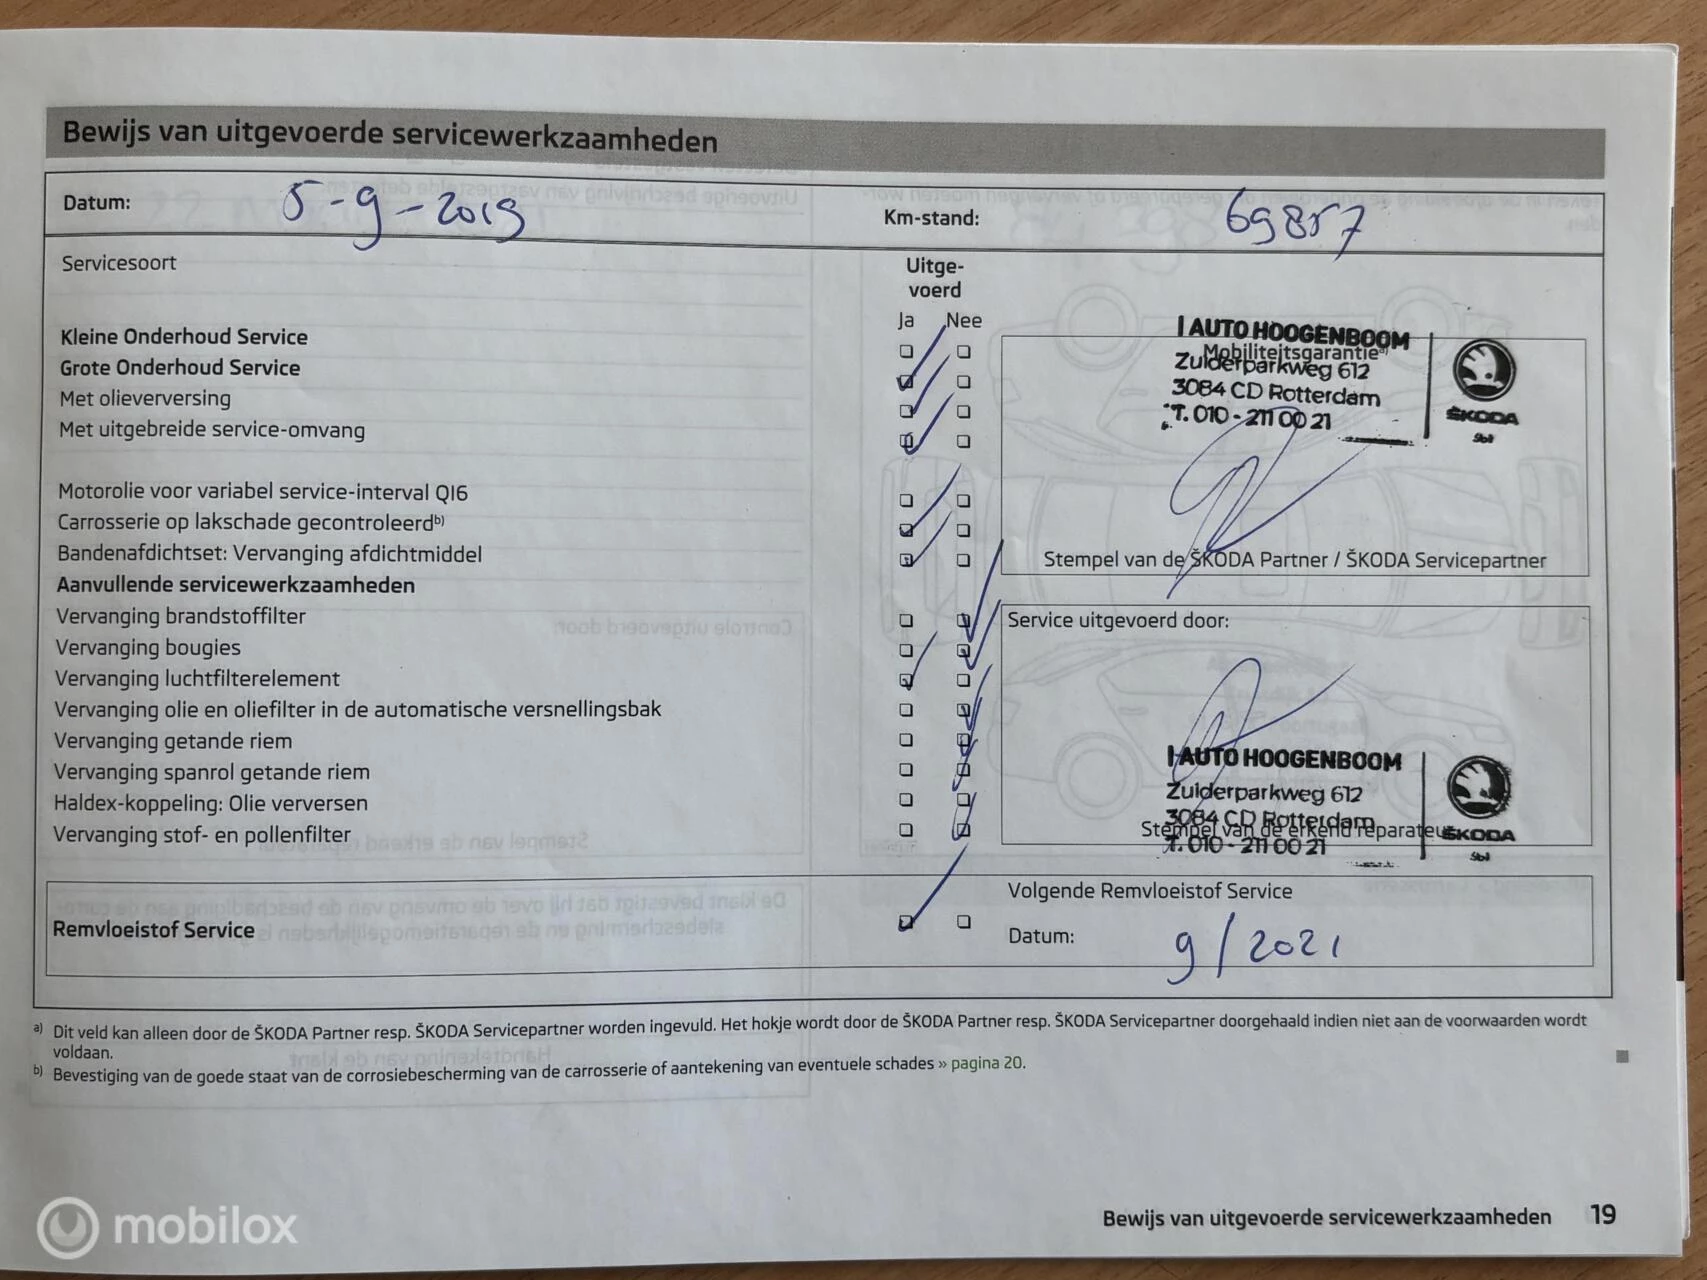 Bewijs van uitgevoerde servicewerkzaamheden
Datum: 5-9-2019
Km-stand: 69857
Servicesoort
Uitge-
voerd
Ja Nee
Kleine Onderhoud Service
Grote Onderhoud Service
Met olieverversing
Met uitgebreide service-omvang
Motorolie voor variabel service-interval QI6
Carrosserie op lakschade gecontroleerd b)
Bandenafdichtset: Vervanging afdichtmiddel
Aanvullende servicewerkzaamheden
Vervanging brandstoffilter
Vervanging bougies
Vervanging luchtfilterelement
Vervanging olie en oliefilter in de automatische versnellingsbak
Vervanging getande riem
Vervanging spanrol getande riem
Haldex-koppeling: Olie verversen
Vervanging stof- en pollenfilter
AUTO HOOGENBOOM
Mobiliteitsgarantie a)
Zuiderparkweg 612
3084 CD Rotterdam
T. 010 - 211 00 21
ŠKODA
Stempel van de ŠKODA Partner / ŠKODA Servicepartner
Service uitgevoerd door:
AUTO HOOGENBOOM
Zuiderparkweg 612
3084 CD Rotterdam
Stempel van de erkend reparateur
T. 010 - 211 00 21
ŠKODA
Remvloeistof Service
Volgende Remvloeistof Service
Datum: 9/2021
a) Dit veld kan alleen door de ŠKODA Partner resp. ŠKODA Servicepartner worden ingevuld. Het hokje wordt door de ŠKODA Partner resp. ŠKODA Servicepartner doorgehaald indien niet aan de voorwaarden wordt
voldaan.
b) Bevestiging van de goede staat van de corrosiebescherming van de carrosserie of aantekening van eventuele schades » pagina 20.
Bewijs van uitgevoerde servicewerkzaamheden 19
mobilox